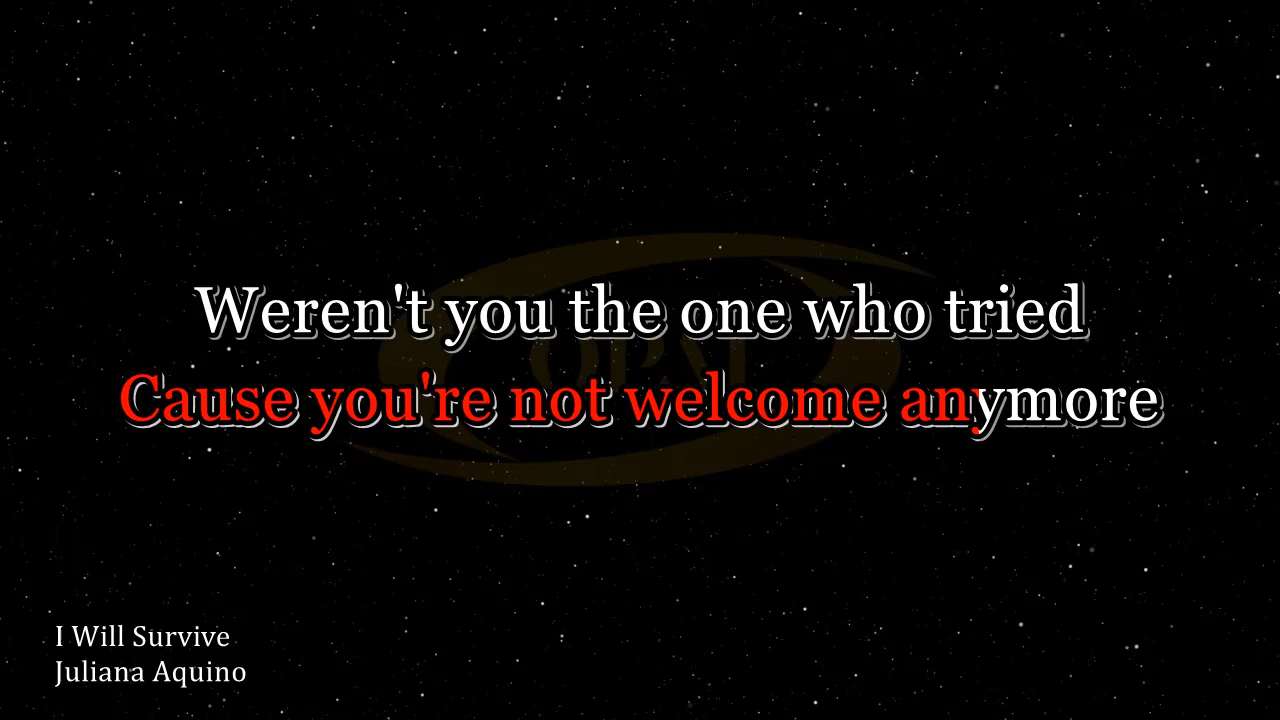 Weren't you the one who tried
Cause you're not welcome anymore
I Will Survive
Juliana Aquino